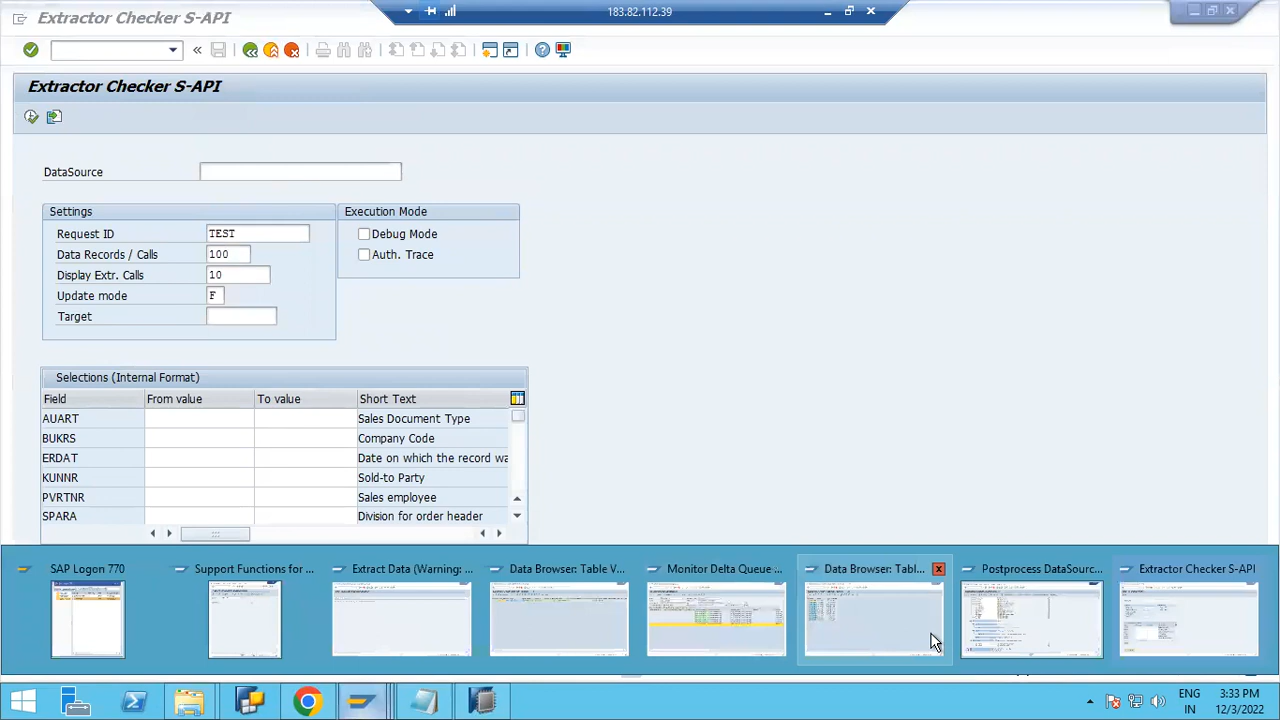 Extractor Checker S-API
183.82.112.39
Extractor Checker S-API
DataSource
Settings
Execution Mode
Request ID TEST
Debug Mode
Data Records / Calls 100
Auth. Trace
Display Extr. Calls 10
Update mode F
Target
Selections (Internal Format)
Field From value To value Short Text
AUART Sales Document Type
BUKRS Company Code
ERDAT Date on which the record wa
KUNNR Sold-to Party
PVRTNR Sales employee
SPARA Division for order header
SAP Logon 770
Support Functions for ...
Extract Data (Warning: ...
Data Browser: Table V...
Monitor Delta Queue ...
Data Browser: Tabl...
Postprocess DataSourc...
Extractor Checker S-API
ENG
IN
3:33 PM
12/3/2022